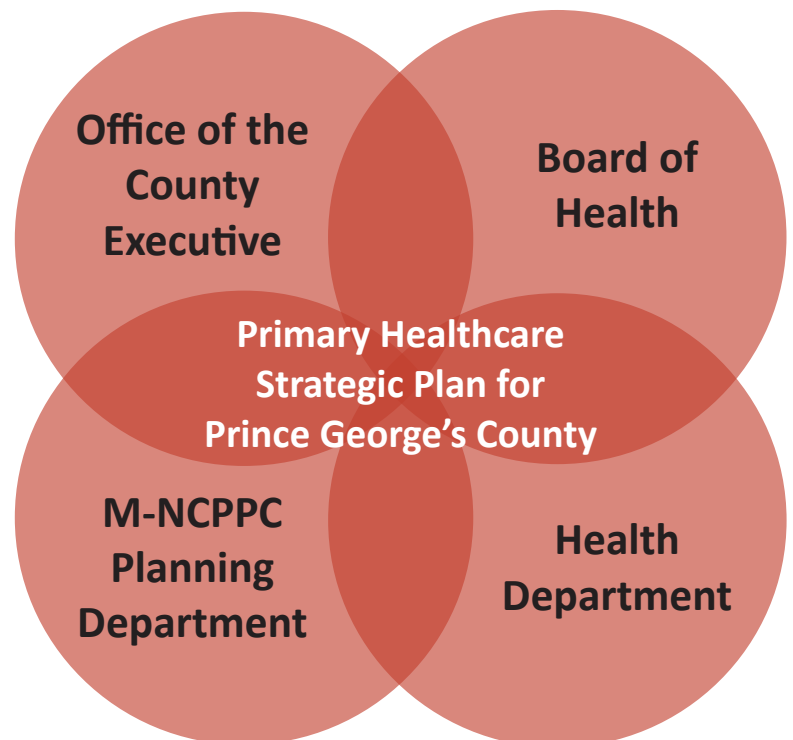 Office of the
County
Executive
Board of
Health
Primary Healthcare
Strategic Plan for
Prince George’s County
M-NCPPC
Planning
Department
Health
Department